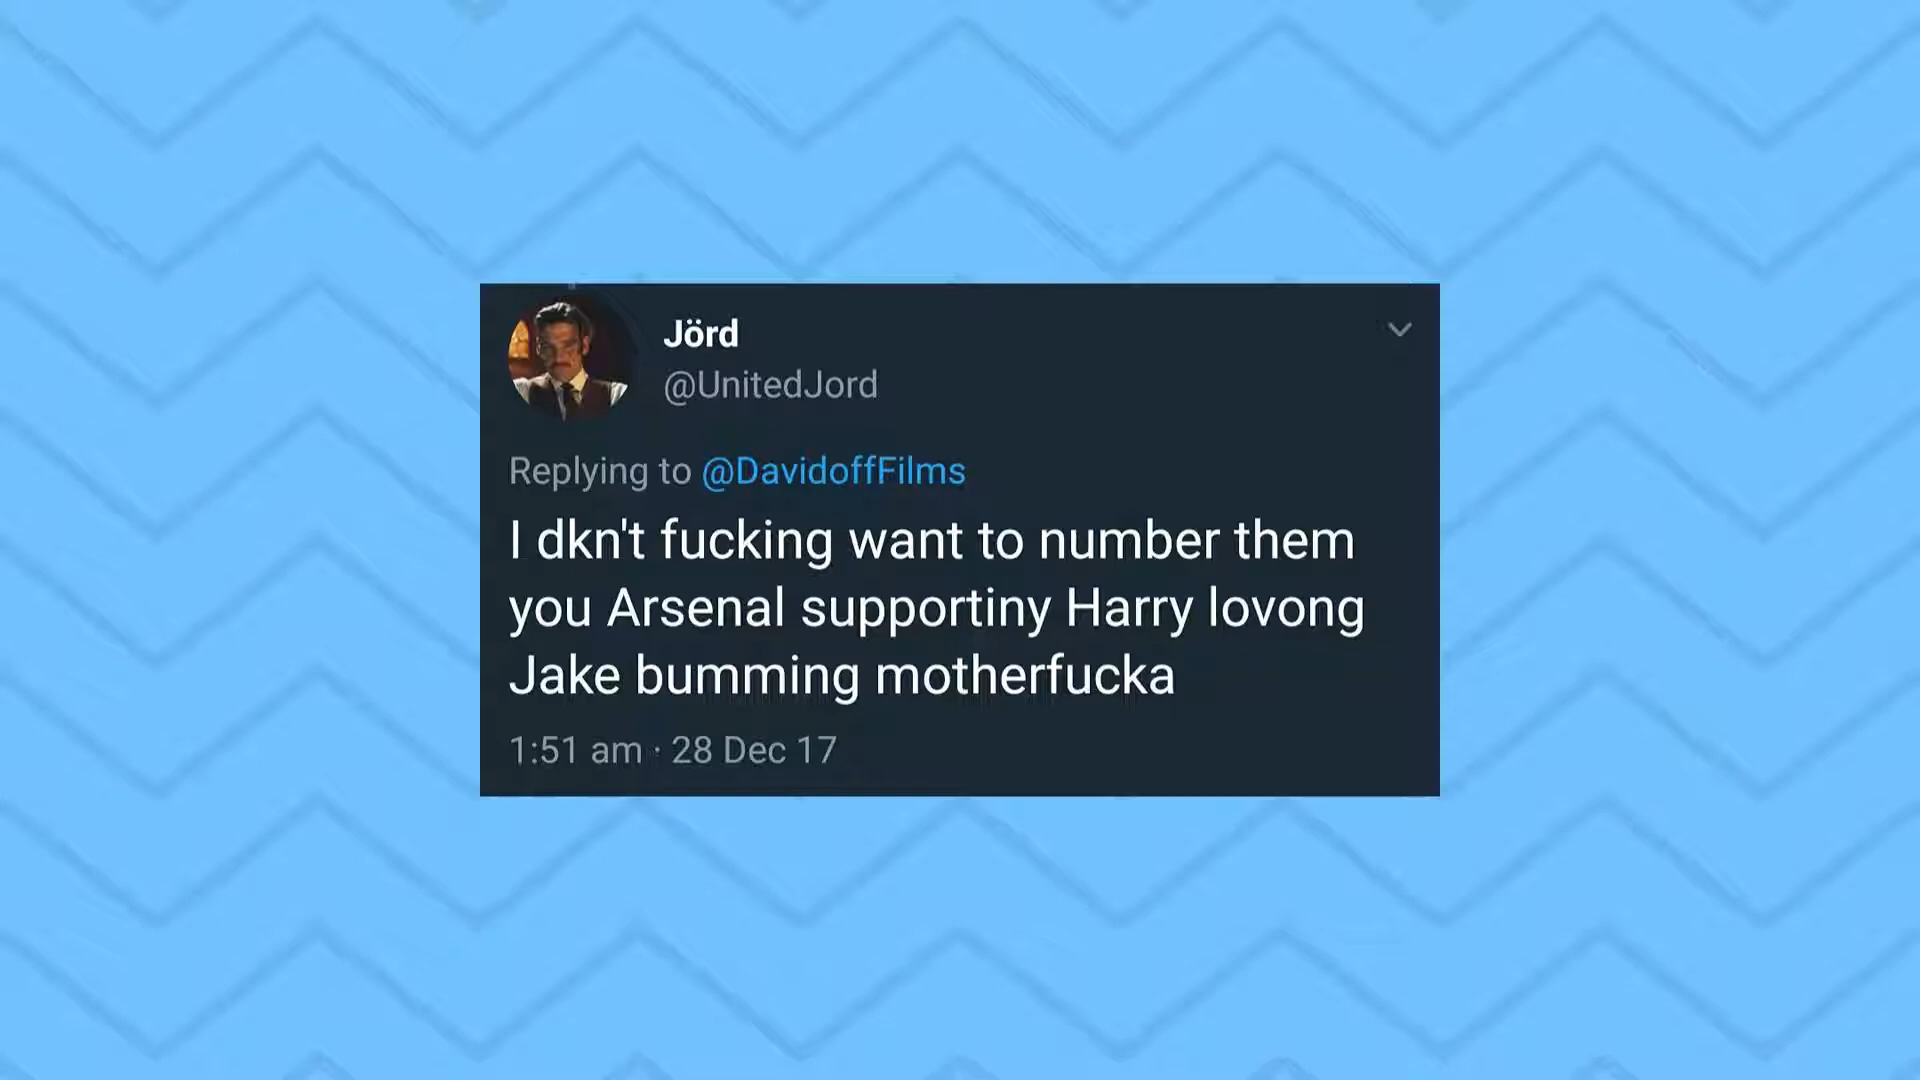 Jörd
@UnitedJord
Replying to @DavidoffFilms
I dkn't fucking want to number them
you Arsenal supportiny Harry lovong
Jake bumming motherfucka
1:51 am · 28 Dec 17